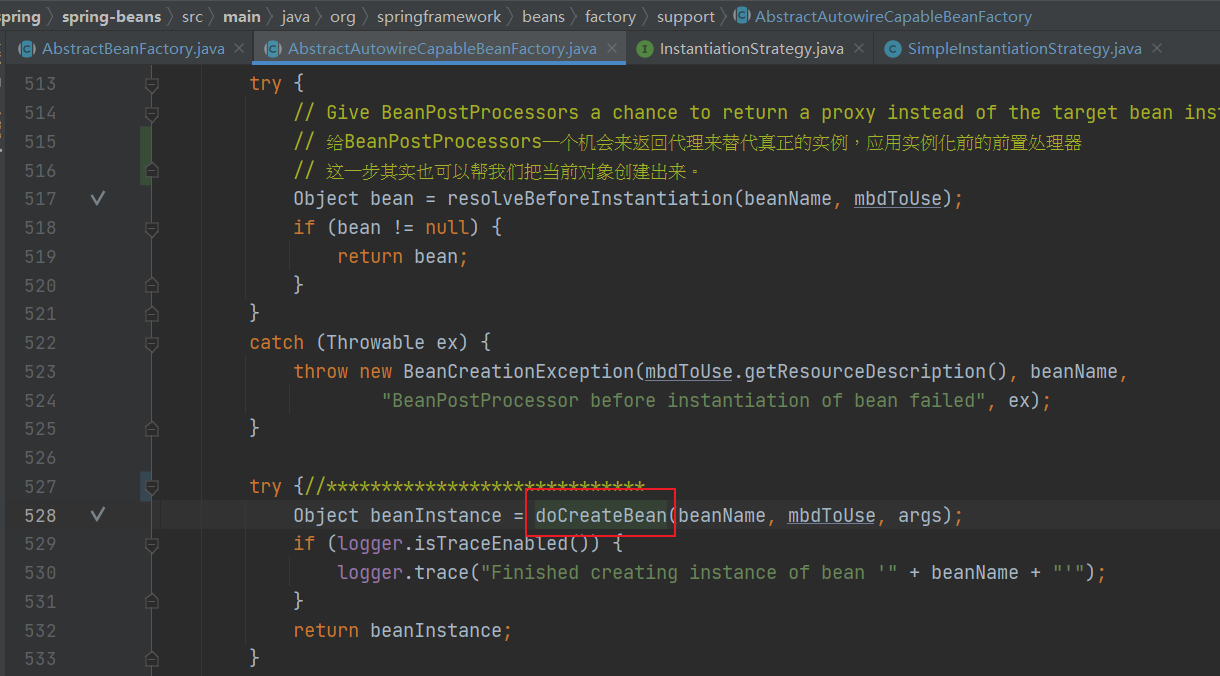 spring spring-beans src main java org springframework beans factory support AbstractAutowireCapableBeanFactory
AbstractBeanFactory.java AbstractAutowireCapableBeanFactory.java InstantiationStrategy.java SimpleInstantiationStrategy.java
513 try {
514 // Give BeanPostProcessors a chance to return a proxy instead of the target bean inst
515 // 给BeanPostProcessors一个机会来返回代理来替代真正的实例，应用实例化前的前置处理器
516 // 这一步其实也可以帮我们把当前对象创建出来。
517 Object bean = resolveBeforeInstantiation(beanName, mbdToUse);
518 if (bean != null) {
519 return bean;
520 }
521 }
522 catch (Throwable ex) {
523 throw new BeanCreationException(mbdToUse.getResourceDescription(), beanName,
524 "BeanPostProcessor before instantiation of bean failed", ex);
525 }
526
527 try {//*****************************
528 Object beanInstance = doCreateBean(beanName, mbdToUse, args);
529 if (logger.isTraceEnabled()) {
530 logger.trace("Finished creating instance of bean '" + beanName + "'");
531 }
532 return beanInstance;
533 }